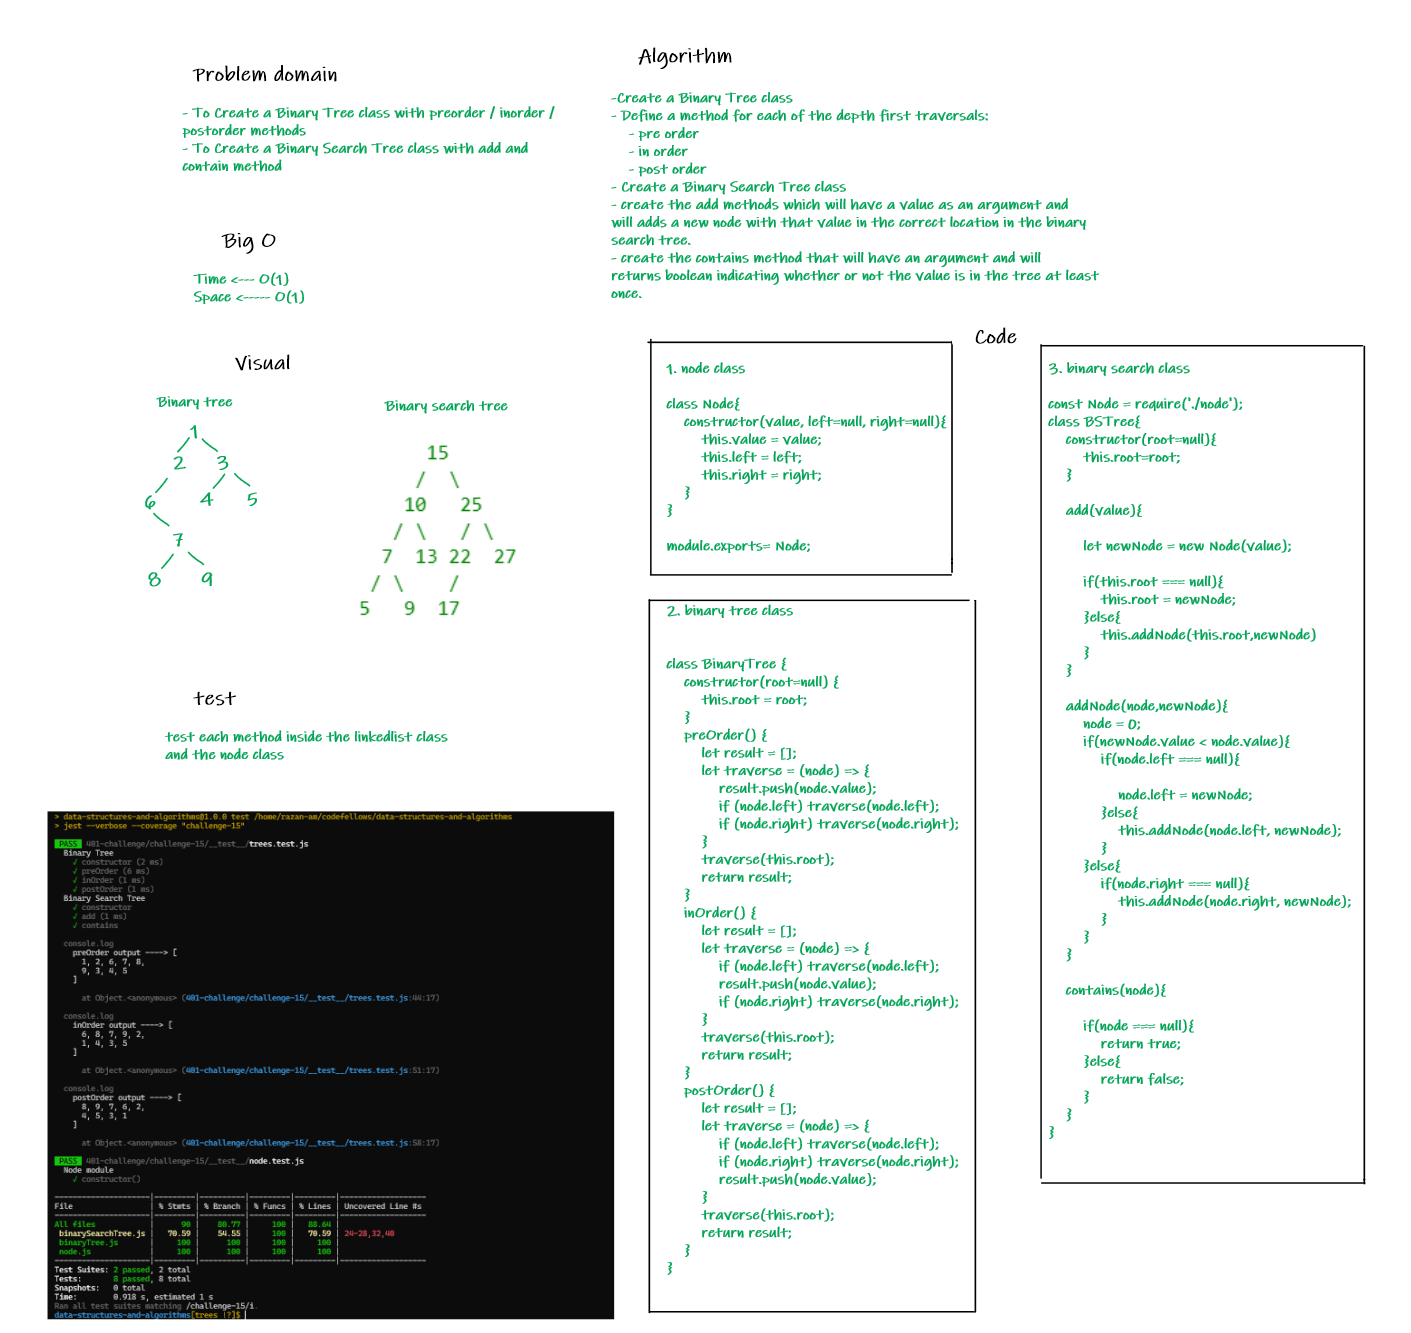 Problem domain
- To Create a Binary Tree class with preorder / inorder /
postorder methods
- To Create a Binary Search Tree class with add and
contain method
Big O
Time <--- O(1)
Space <----- O(1)
Visual
Binary tree
1
2 3
6 4 5
7
8 9
Binary search tree
15
/ \
10 25
/ \ / \
7 13 22 27
/ \ /
5 9 17
test
test each method inside the linkedlist class
and the node class
> data-structures-and-algorithms@1.0.0 test /home/razan-am/codefellows/data-structures-and-algorithms
> jest --verbose --coverage "challenge-15"
PASS 401-challenge/challenge-15/__test__/trees.test.js
Binary Tree
√ constructor (2 ms)
√ preOrder (6 ms)
√ inOrder (1 ms)
√ postOrder (1 ms)
Binary Search Tree
√ constructor
√ add (1 ms)
√ contains
console.log
preOrder output ----> [
1, 2, 6, 7, 8,
9, 3, 4, 5
]
at Object.<anonymous> (401-challenge/challenge-15/__test__/trees.test.js:44:17)
console.log
inOrder output ----> [
6, 8, 7, 9, 2,
1, 4, 3, 5
]
at Object.<anonymous> (401-challenge/challenge-15/__test__/trees.test.js:51:17)
console.log
postOrder output ----> [
8, 9, 7, 6, 2,
4, 5, 3, 1
]
at Object.<anonymous> (401-challenge/challenge-15/__test__/trees.test.js:58:17)
PASS 401-challenge/challenge-15/__test__/node.test.js
Node module
√ constructor()
File | % Stmts | % Branch | % Funcs | % Lines | Uncovered Line #s
All files | 90 | 80.77 | 100 | 88.64 |
binarySearchTree.js | 70.59 | 54.55 | 100 | 70.59 | 24-28,32,40
binaryTree.js | 100 | 100 | 100 | 100 |
node.js | 100 | 100 | 100 | 100 |
Test Suites: 2 passed, 2 total
Tests: 8 passed, 8 total
Snapshots: 0 total
Time: 0.918 s, estimated 1 s
Ran all test suites matching /challenge-15/i.
data-structures-and-algorithms[trees !?]$
Algorithm
-Create a Binary Tree class
- Define a method for each of the depth first traversals:
- pre order
- in order
- post order
- Create a Binary Search Tree class
- create the add methods which will have a value as an argument and
will adds a new node with that value in the correct location in the binary
search tree.
- create the contains method that will have an argument and will
returns boolean indicating whether or not the value is in the tree at least
once.
Code
1. node class
class Node{
constructor(value, left=null, right=null){
this.value = value;
this.left = left;
this.right = right;
}
}
module.exports= Node;
2. binary tree class
class BinaryTree {
constructor(root=null) {
this.root = root;
}
preOrder() {
let result = [];
let traverse = (node) => {
result.push(node.value);
if (node.left) traverse(node.left);
if (node.right) traverse(node.right);
}
traverse(this.root);
return result;
}
inOrder() {
let result = [];
let traverse = (node) => {
if (node.left) traverse(node.left);
result.push(node.value);
if (node.right) traverse(node.right);
}
traverse(this.root);
return result;
}
postOrder() {
let result = [];
let traverse = (node) => {
if (node.left) traverse(node.left);
if (node.right) traverse(node.right);
result.push(node.value);
}
traverse(this.root);
return result;
}
}
3. binary search class
const Node = require('./node');
class BSTree{
constructor(root=null){
this.root=root;
}
add(value){
let newNode = new Node(value);
if(this.root === null){
this.root = newNode;
}else{
this.addNode(this.root,newNode)
}
}
addNode(node,newNode){
node = 0;
if(newNode.value < node.value){
if(node.left === null){
node.left = newNode;
}else{
this.addNode(node.left, newNode);
}
}else{
if(node.right === null){
this.addNode(node.right, newNode);
}
}
}
contains(node){
if(node === null){
return true;
}else{
return false;
}
}
}